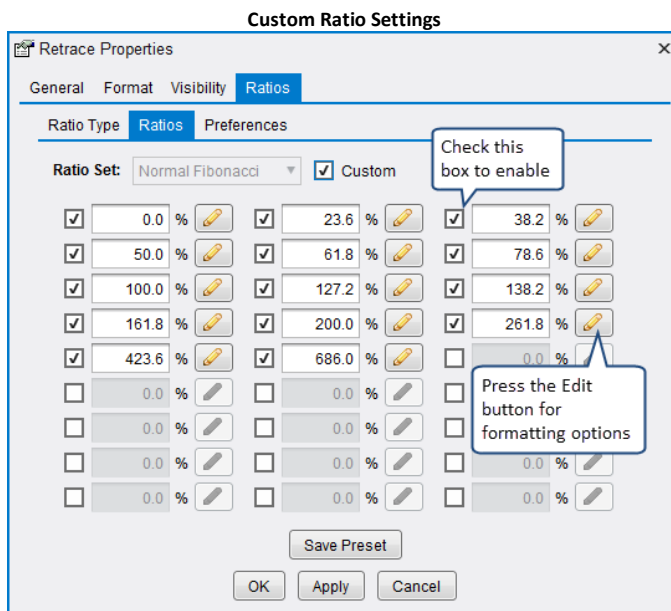 Custom Ratio Settings
Retrace Properties
General Format Visibility Ratios
Ratio Type Ratios Preferences
Check this
box to enable
Ratio Set: Normal Fibonacci Custom
0.0 % 23.6 % 38.2 %
50.0 % 61.8 % 78.6 %
100.0 % 127.2 % 138.2 %
161.8 % 200.0 % 261.8 %
423.6 % 686.0 % 0.0 %
Press the Edit
button for
formatting options
0.0 % 0.0 %
0.0 % 0.0 %
0.0 % 0.0 % 0.0 %
0.0 % 0.0 % 0.0 %
Save Preset
OK Apply Cancel